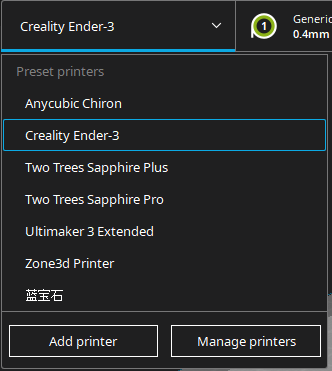 Creality Ender-3
1
Generic
0.4mm
Preset printers
Anycubic Chiron
Creality Ender-3
Two Trees Sapphire Plus
Two Trees Sapphire Pro
Ultimaker 3 Extended
Zone3d Printer
蓝宝石
Add printer
Manage printers